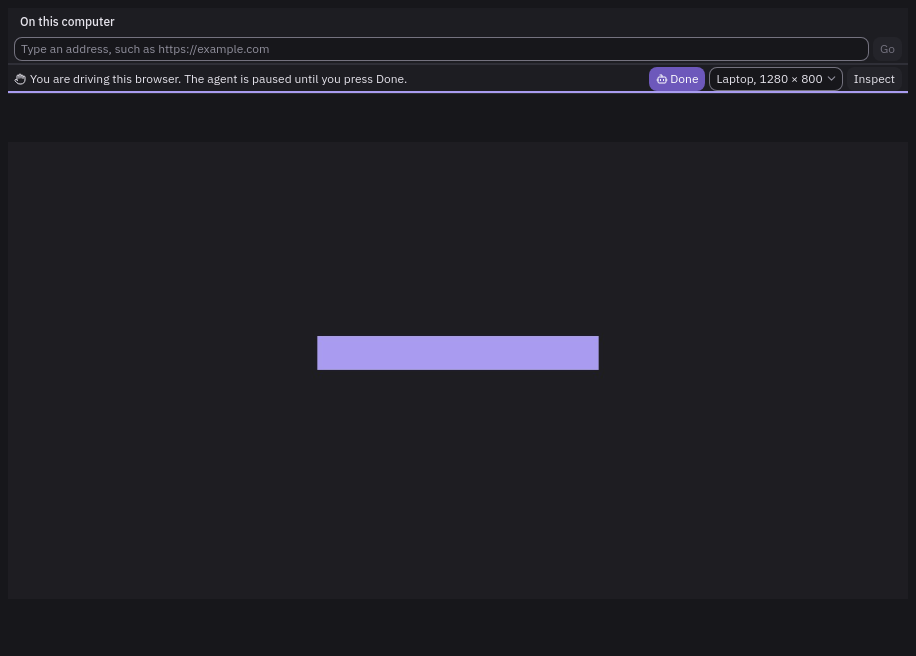 On this computer
Type an address, such as https://example.com
Go
You are driving this browser. The agent is paused until you press Done.
Done
Laptop, 1280 × 800
Inspect